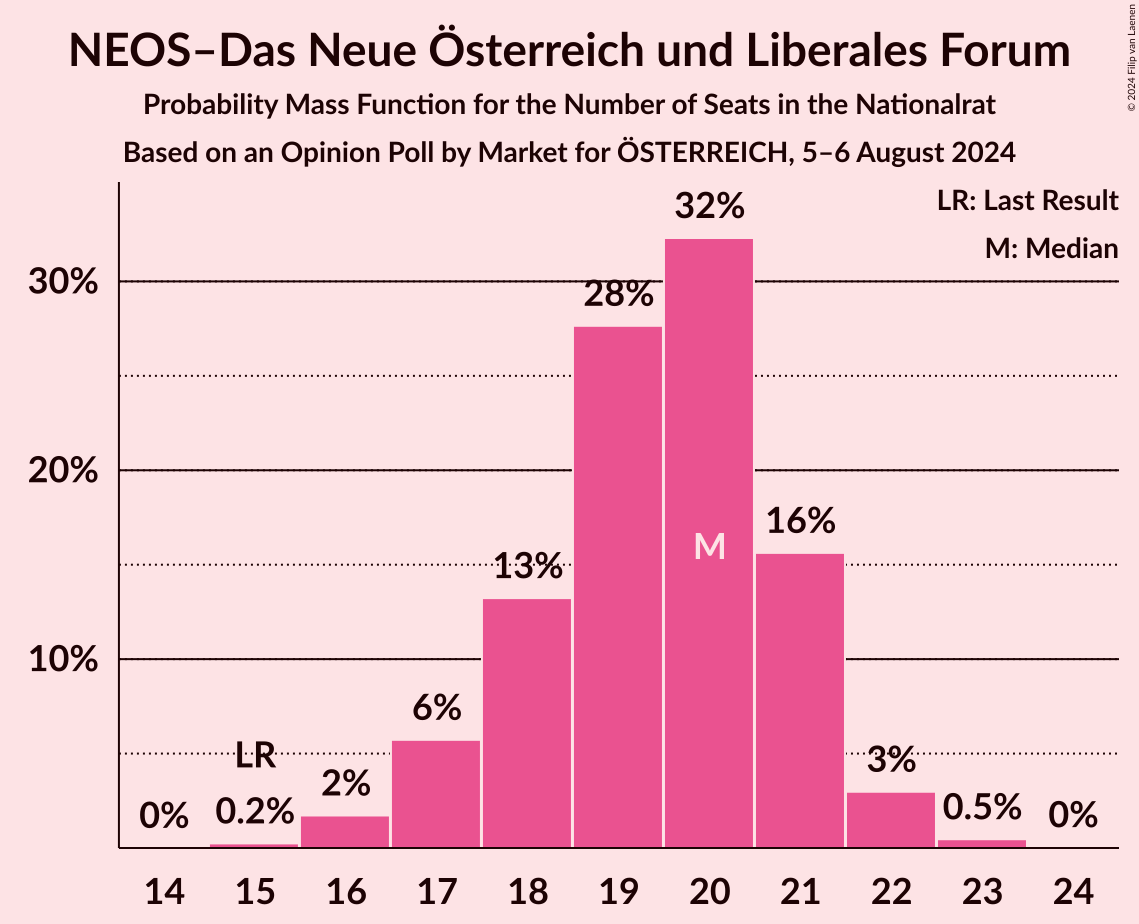 NEOS–Das Neue Österreich und Liberales Forum
Probability Mass Function for the Number of Seats in the Nationalrat
Based on an Opinion Poll by Market for ÖSTERREICH, 5–6 August 2024
© 2024 Filip van Laenen
LR: Last Result
M: Median
32%
30%
28%
20%
16%
M
13%
10%
6%
LR
3%
2%
0%
0.2%
0.5%
0%
14 15 16 17 18 19 20 21 22 23 24